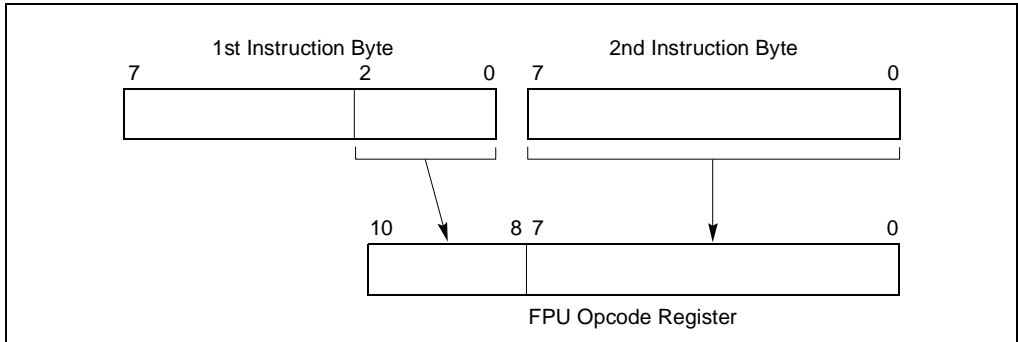 1st Instruction Byte 2nd Instruction Byte
7 2 0 7 0
10 8 7 0
FPU Opcode Register